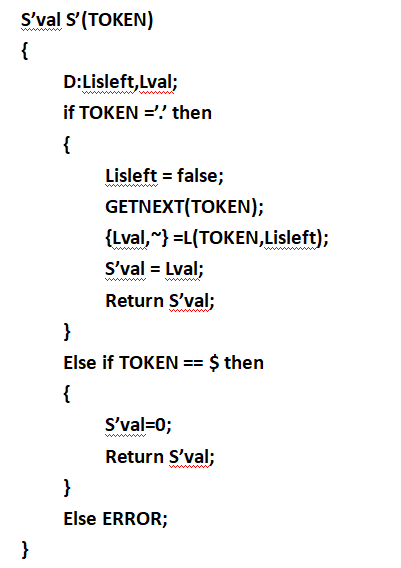 S’val S’(TOKEN)
{
D:Lisleft,Lval;
if TOKEN =’.’ then
{
Lisleft = false;
GETNEXT(TOKEN);
{Lval,~} =L(TOKEN,Lisleft);
S’val = Lval;
Return S’val;
}
Else if TOKEN == $ then
{
S’val=0;
Return S’val;
}
Else ERROR;
}